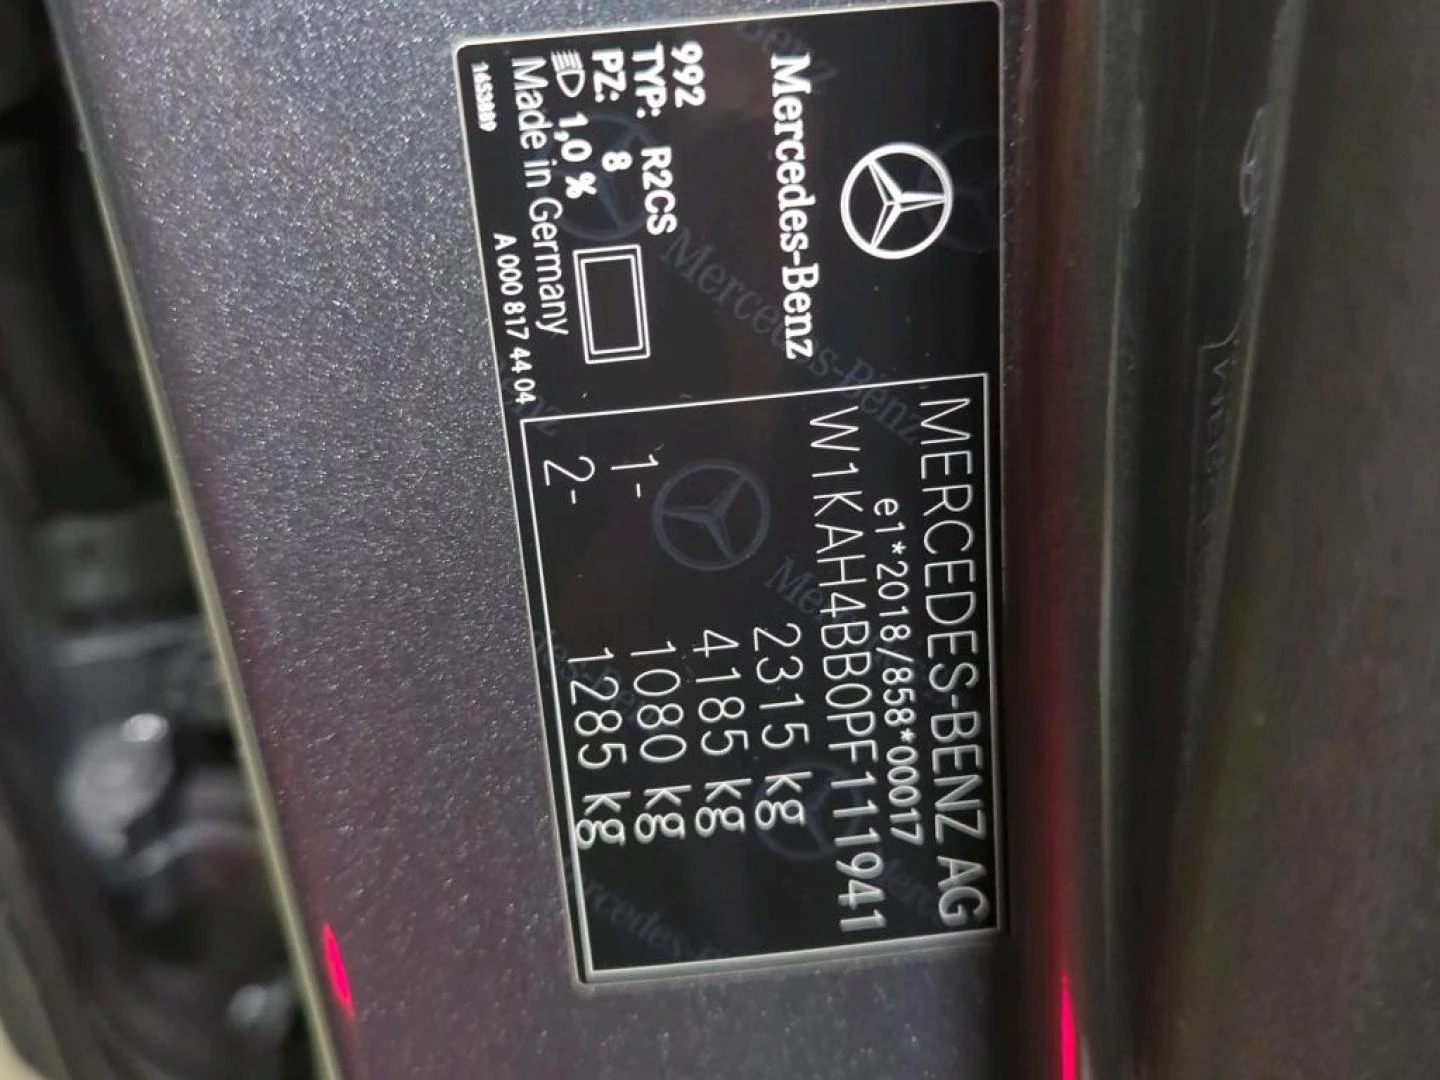 Mercedes-Benz
992
TYP: R2CS
PZ: 8
1,0 %
Made in Germany
1653889
A 000 817 44 04
MERCEDES-BENZ AG
e1*2018/858*00017
W1KAH4BB0PF111941
2315 kg
4185 kg
1- 1080 kg
2- 1285 kg